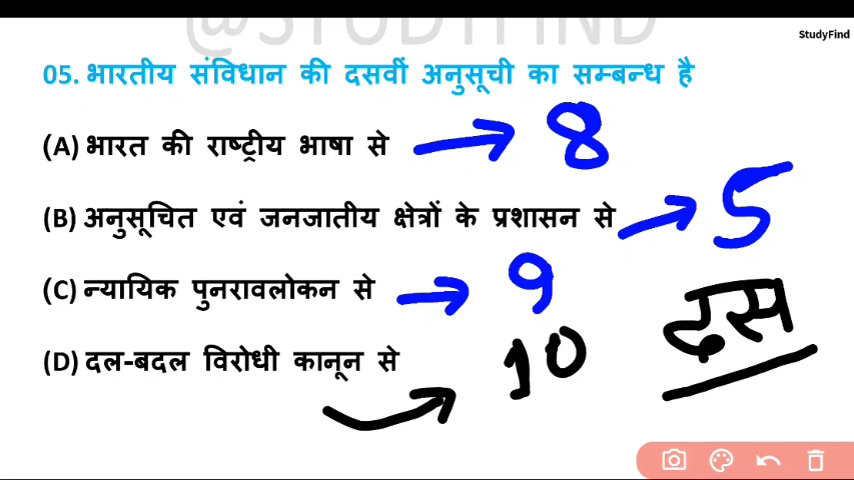 @STUDYFIND
StudyFind
05. भारतीय संविधान की दसवीं अनुसूची का सम्बन्ध है
(A) भारत की राष्ट्रीय भाषा से → 8
(B) अनुसूचित एवं जनजातीय क्षेत्रों के प्रशासन से → 5
(C) न्यायिक पुनरावलोकन से → 9
दस
(D) दल-बदल विरोधी कानून से → 10